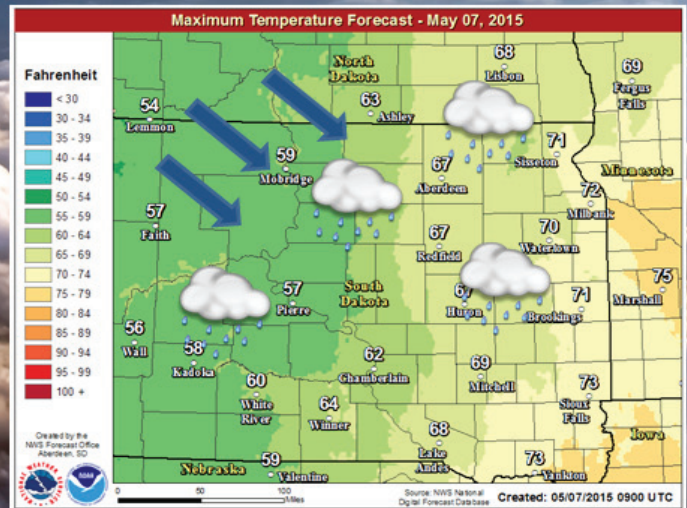 Maximum Temperature Forecast - May 07, 2015
Fahrenheit
< 30
30 - 34
35 - 39
40 - 44
45 - 49
50 - 54
55 - 59
60 - 64
65 - 69
70 - 74
75 - 79
80 - 84
85 - 89
90 - 94
95 - 99
100 +
Created by the
NWS Forecast Office
Aberdeen, SD
NOAA
North
Dakota
68
Lisbon
69
Fergus
Falls
54
Lemmon
63
Ashley
59
Mobridge
71
Sisseton
67
Aberdeen
Minnesota
72
Milbank
57
Faith
67
Redfield
70
Watertown
75
Marshall
57
Pierre
South
Dakota
67
Huron
71
Brookings
56
Wall
58
Kadoka
62
Chamberlain
69
Mitchell
60
White
River
64
Winner
73
Sioux
Falls
68
Lake
Andes
Iowa
Nebraska
59
Valentine
73
Yankton
0 50 100
Miles
Source: NWS National
Digital Forecast Database
Created: 05/07/2015 0900 UTC